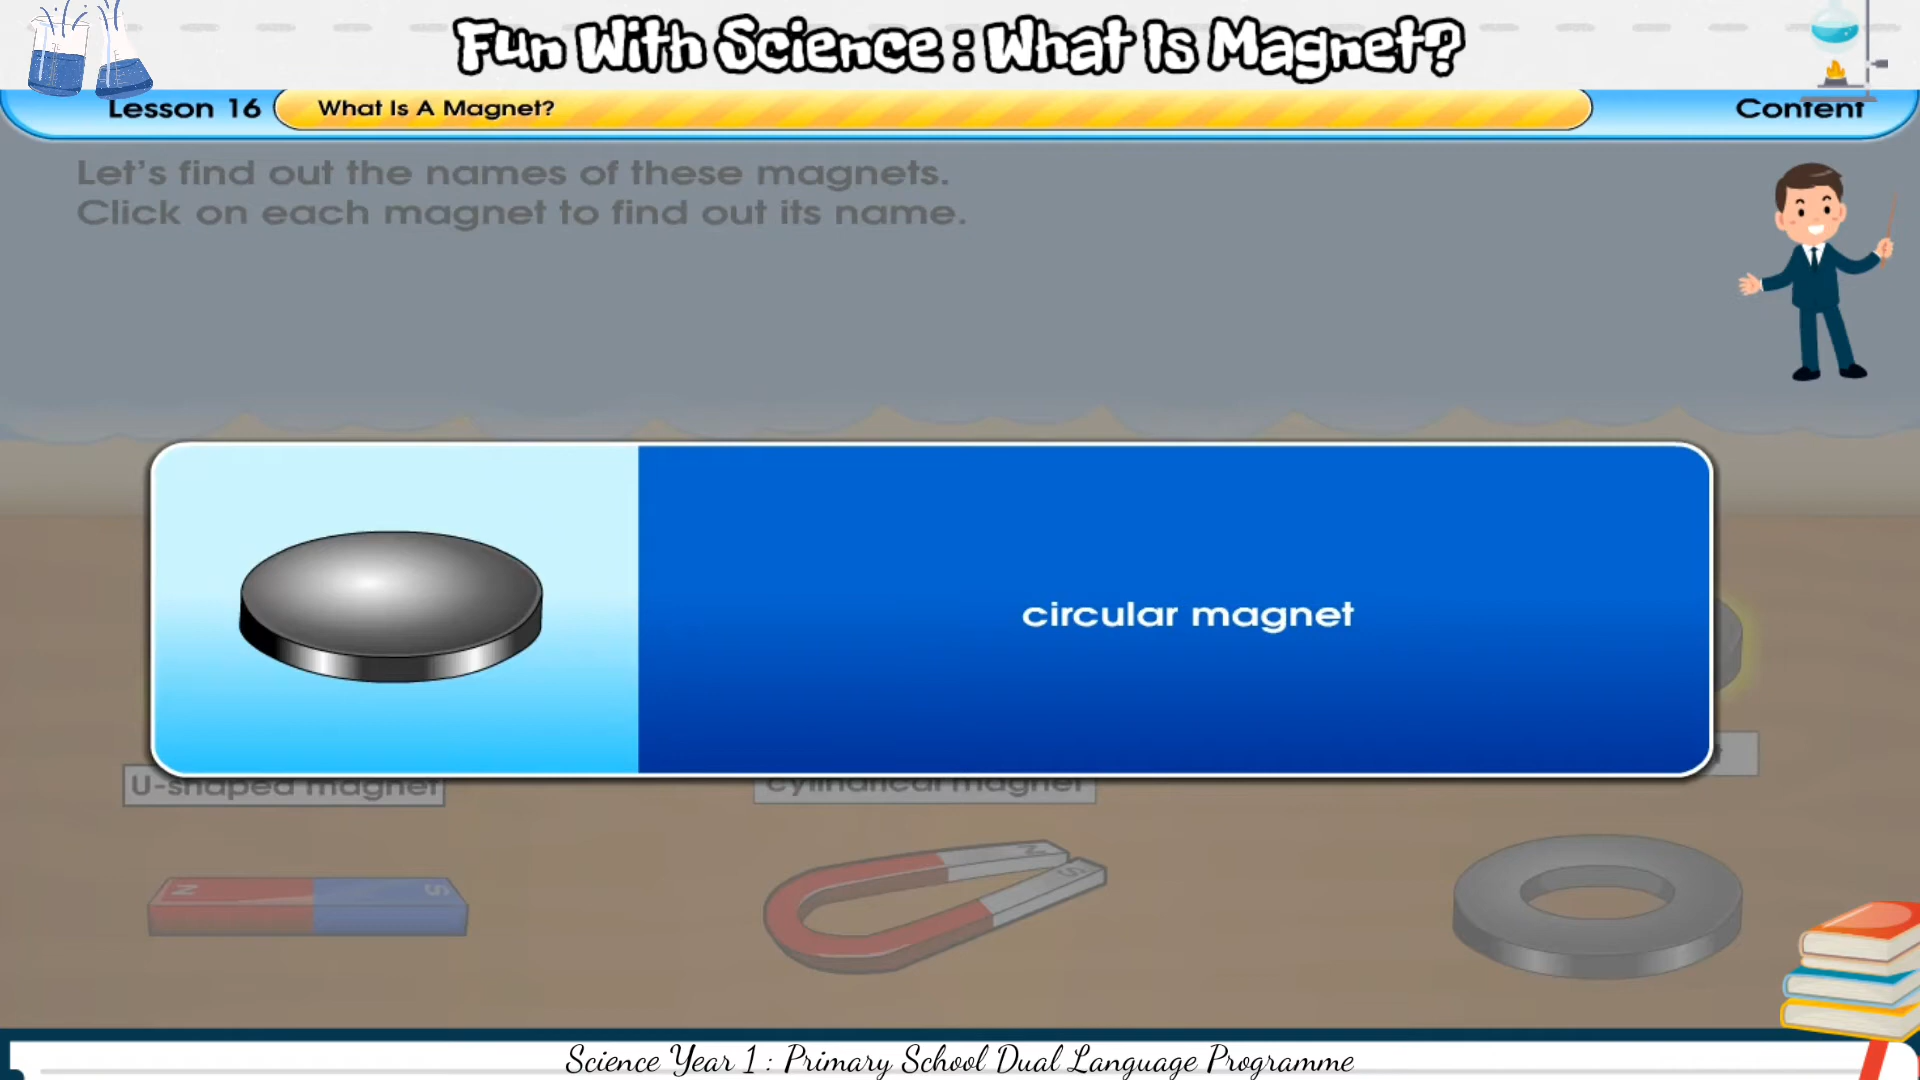 Fun With Science : What Is Magnet?
Lesson 16
What Is A Magnet?
Content
Let's find out the names of these magnets.
Click on each magnet to find out its name.
circular magnet
U-shaped magnet
cylindrical magnet
N
S
N
S
Science Year 1 : Primary School Dual Language Programme